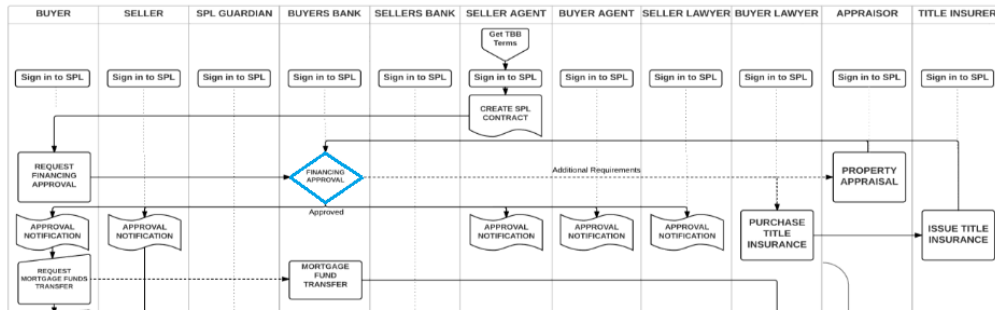 BUYER
SELLER
SPL GUARDIAN
BUYERS BANK
SELLERS BANK
SELLER AGENT
BUYER AGENT
SELLER LAWYER
BUYER LAWYER
APPRAISOR
TITLE INSURER
Get TBB
Terms
Sign in to SPL
Sign in to SPL
Sign in to SPL
Sign in to SPL
Sign in to SPL
Sign in to SPL
Sign in to SPL
Sign in to SPL
Sign in to SPL
Sign in to SPL
Sign in to SPL
CREATE SPL
CONTRACT
REQUEST
FINANCING
APPROVAL
FINANCING
APPROVAL
Additional Requirements
PROPERTY
APPRAISAL
Approved
APPROVAL
NOTIFICATION
APPROVAL
NOTIFICATION
APPROVAL
NOTIFICATION
APPROVAL
NOTIFICATION
APPROVAL
NOTIFICATION
PURCHASE
TITLE
INSURANCE
ISSUE TITLE
INSURANCE
REQUEST
MORTGAGE FUNDS
TRANSFER
MORTGAGE
FUND
TRANSFER